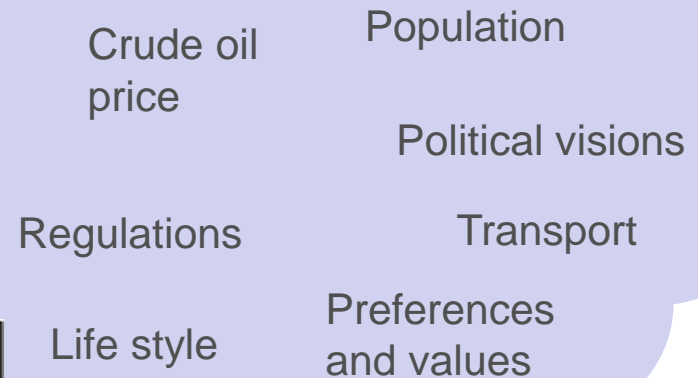 Population
Crude oil
price
Political visions
Regulations
Transport
Preferences
and values
Life style